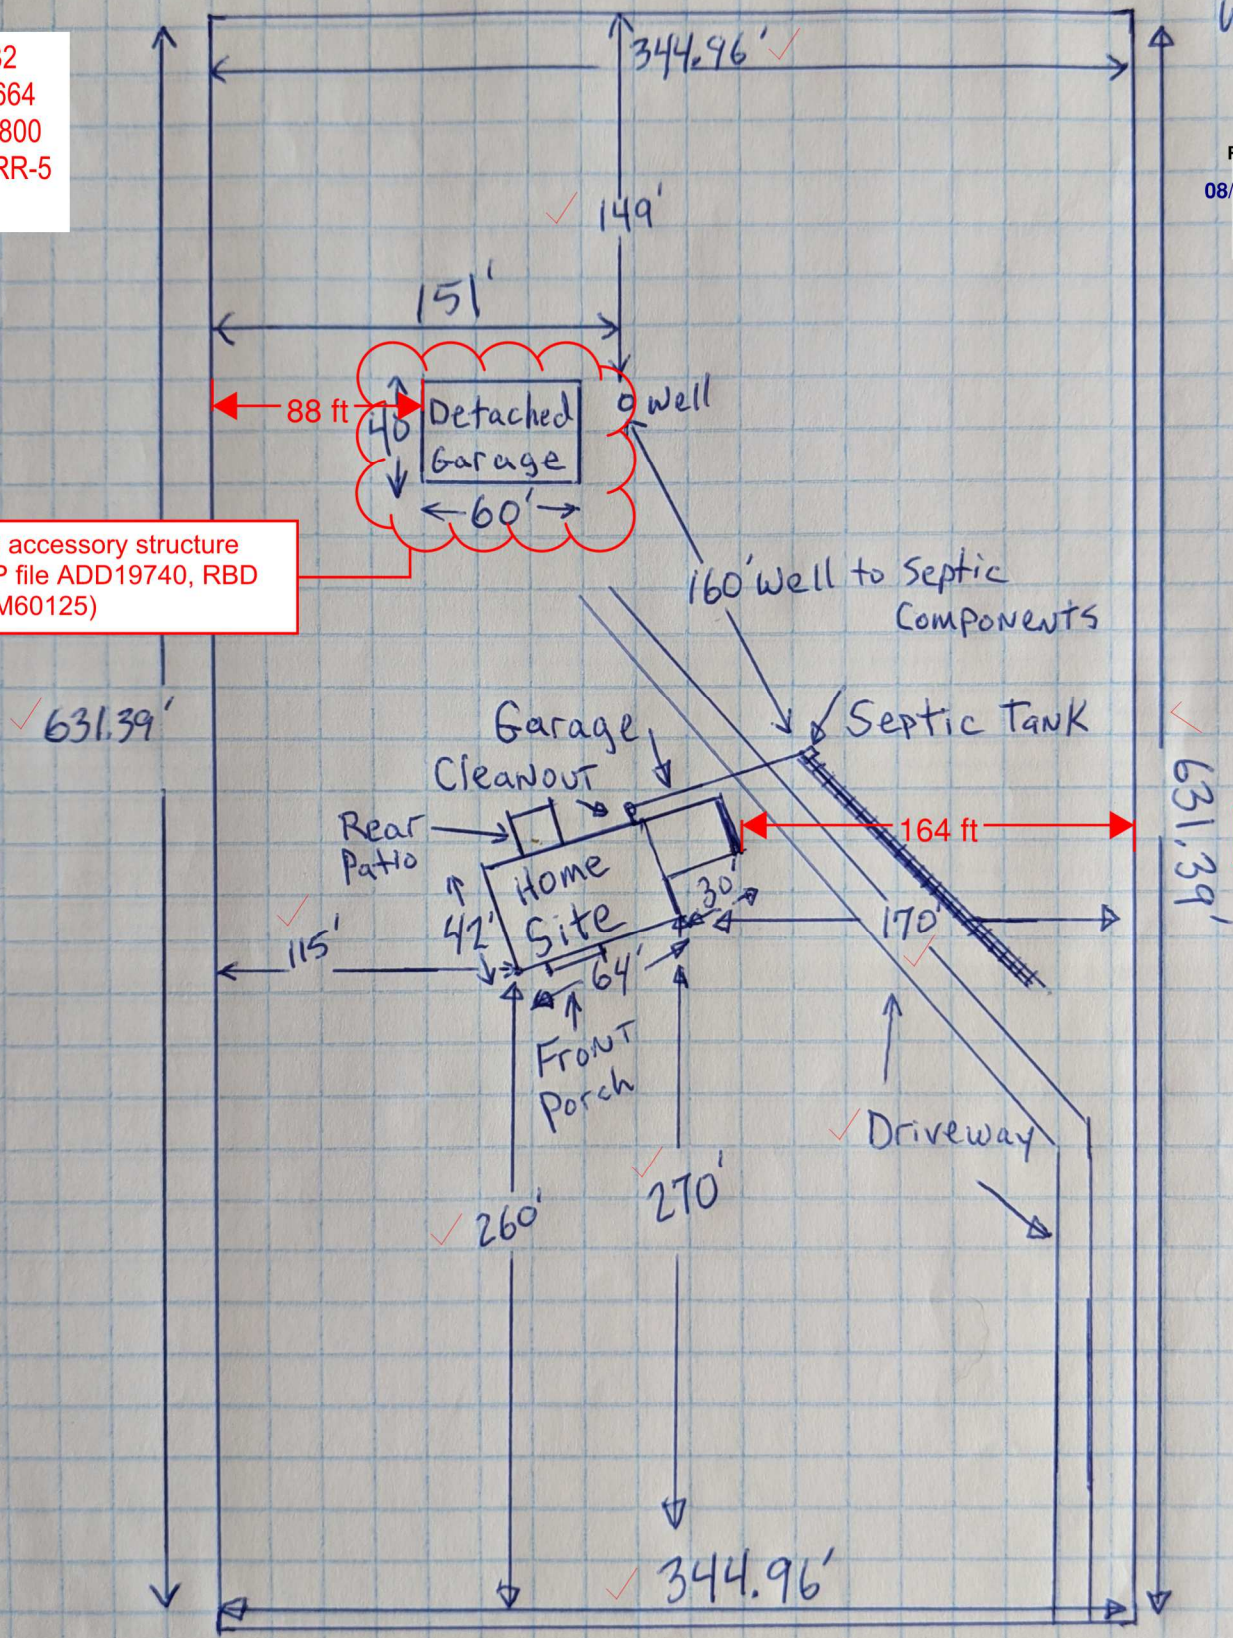 32
664
800
RR-5
08/
344.96'
149'
151'
88 ft
40'
Detached
Garage
Well
60'
accessory structure
P file ADD19740, RBD
M60125)
160' Well to Septic
Components
631.39'
Garage
Septic Tank
Cleanout
631.39'
Rear
Patio
164 ft
Home
Site
30'
42'
170'
115'
64'
Front
Porch
Driveway
270'
260'
344.96'